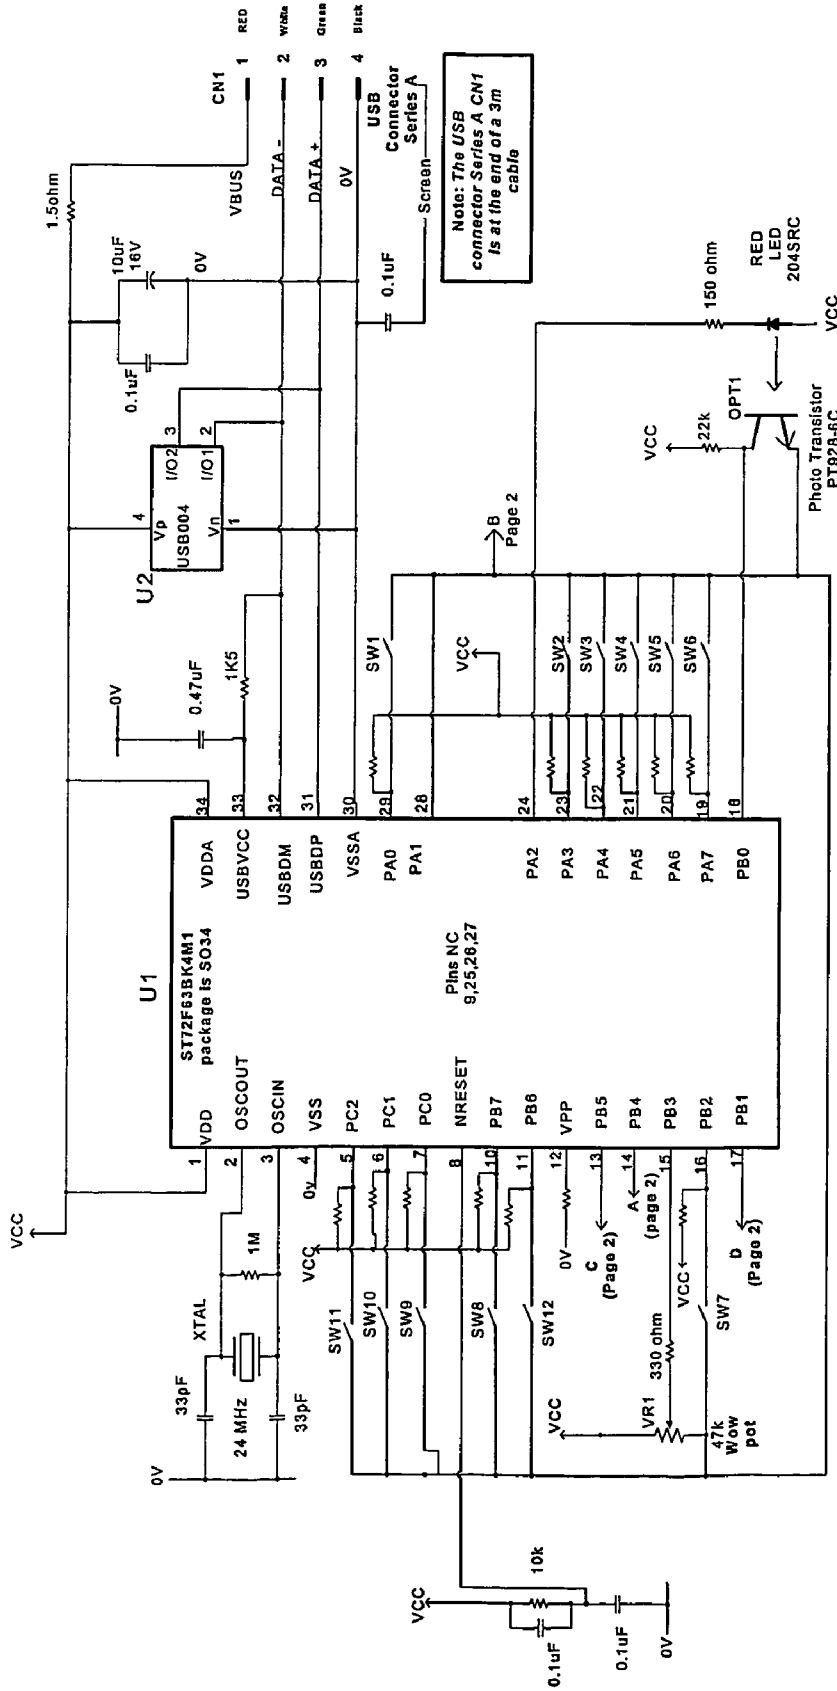 VCC
1.5ohm
VBUS
CN1
1 RED
2 White
3 Green
4 Black
DATA -
DATA +
0V
USB
Connector
Series A
Screen
0.1uF
Note: The USB
connector Series A CN1
is at the end of a 3m
cable
10uF
16V
0.1uF
0V
U2
USB004
Vp
Vn
I/O2
I/O1
4
3
2
1
0V
0.47uF
1K5
U1
ST72F63BK4M1
package is SO34
Pins NC
9,25,26,27
VDD
OSCOUT
OSCIN
VSS
PC2
PC1
PC0
NRESET
PB7
PB6
VPP
PB5
PB4
PB3
PB2
PB1
1
2
3
4
5
6
7
8
10
11
12
13
14
15
16
17
VDDA
USBVCC
USBDM
USBDP
VSSA
PA0
PA1
PA2
PA3
PA4
PA5
PA6
PA7
PB0
34
33
32
31
30
29
28
24
23
22
21
20
19
18
XTAL
1M
33pF
24 MHz
33pF
0V
0v
VCC
SW11
SW10
SW9
SW8
SW12
0V
C
(Page 2)
A
(page 2)
VCC
D
(Page 2)
SW7
330 ohm
VCC
VR1
47k
Wow
pot
VCC
10k
0.1uF
0.1uF
0V
SW1
VCC
B
Page 2
SW2
SW3
SW4
SW5
SW6
VCC
22k
OPT1
Photo Transistor
PT928-6C
150 ohm
RED
LED
204SRC
VCC